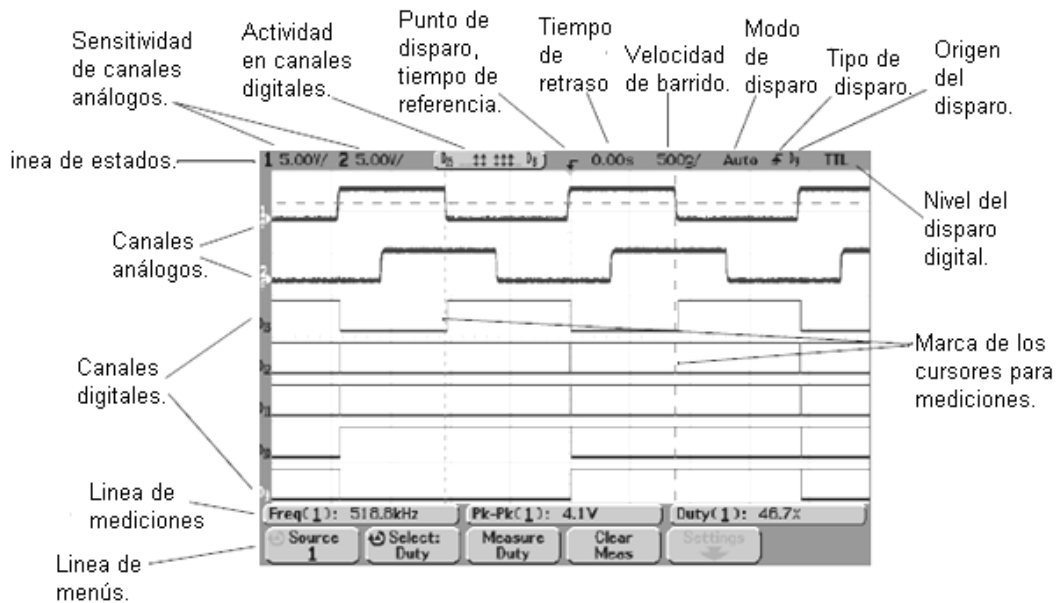 Sensitividad
de canales
análogos.
Actividad
en canales
digitales.
Punto de
disparo,
tiempo de
referencia.
Tiempo
de
retraso
Velocidad
de barrido.
Modo
de
disparo
Tipo de
disparo.
Origen
del
disparo.
inea de estados.
1 5.00V/ 2 5.00V/ 0.00s Auto TTL
Nivel del
disparo
digital.
Canales
análogos.
Canales
digitales.
D3
D2
D1
D0
Marca de los
cursores para
mediciones.
Linea de
mediciones
Freq(1): 518.8kHz
Pk-Pk(1): 4.1V
Duty(1): 46.7%
Linea de
menús.
Source
1
Select:
Duty
Measure
Duty
Clear
Meas
Settings